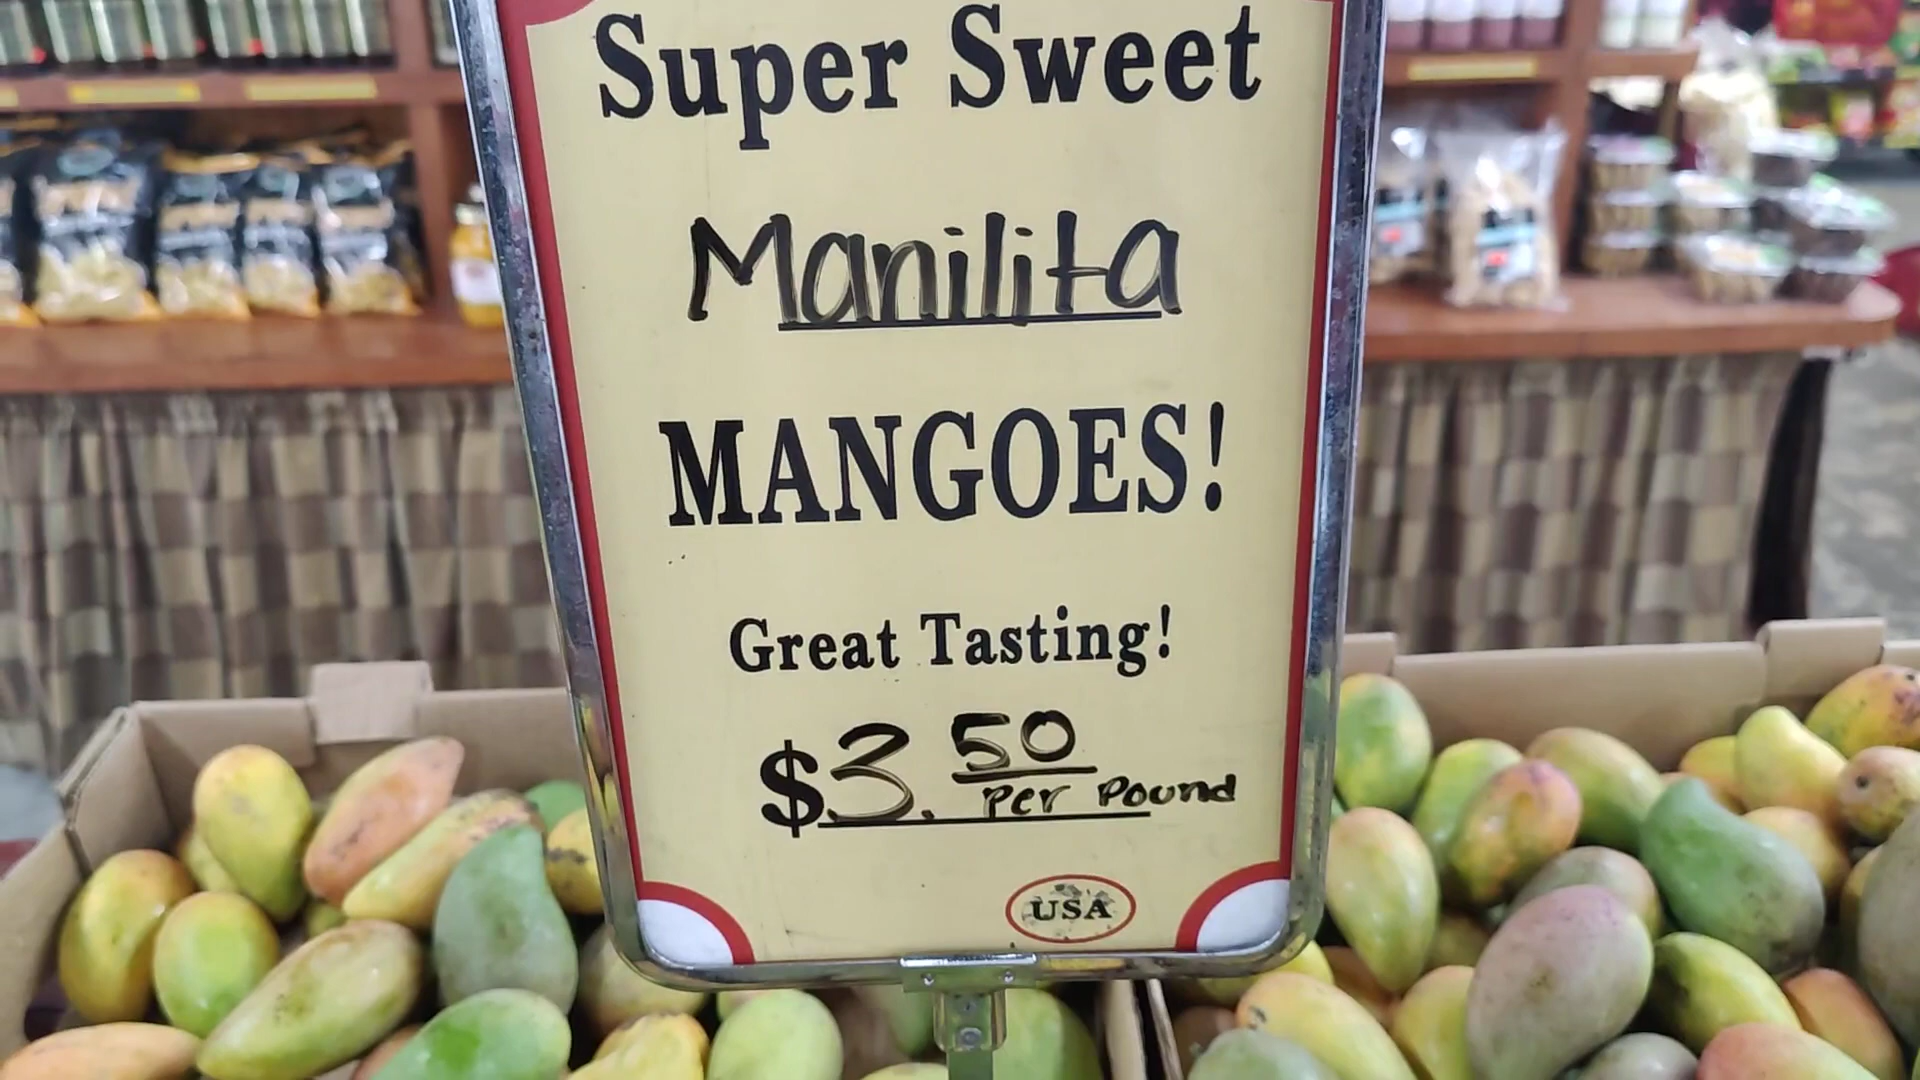 Super Sweet
Manilita
MANGOES!
Great Tasting!
$3.50
per Pound
USA